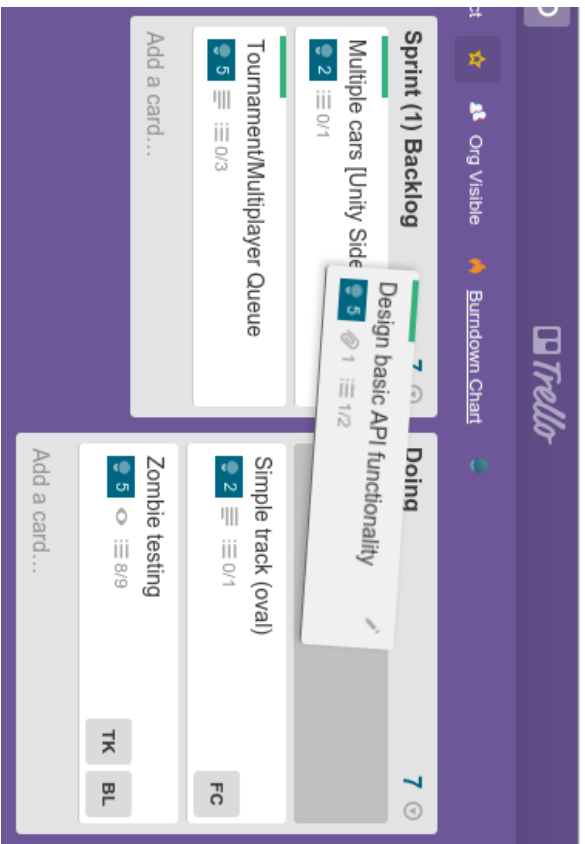 Trello
ct
Org Visible
Burndown Chart
Sprint (1) Backlog
7
Multiple cars [Unity Side
2
0/1
Tournament/Multiplayer Queue
5
0/3
Add a card...
Design basic API functionality
5
1
1/2
Doing
7
Simple track (oval)
2
0/1
FC
Zombie testing
5
8/9
TK
BL
Add a card...